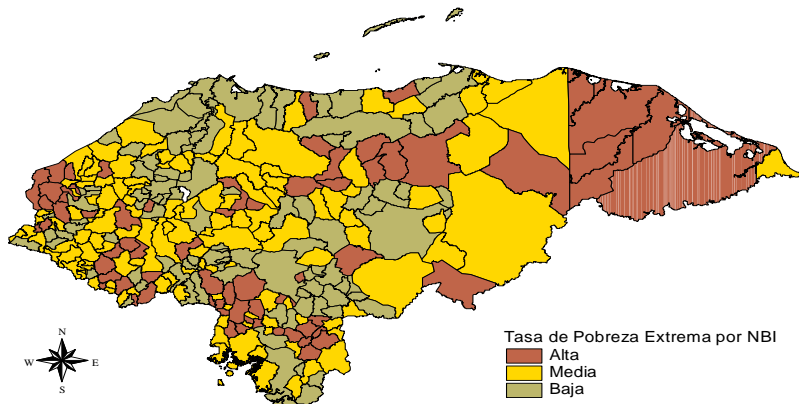 N
W E
S
Tasa de Pobreza Extrema por NBI
Alta
Media
Baja